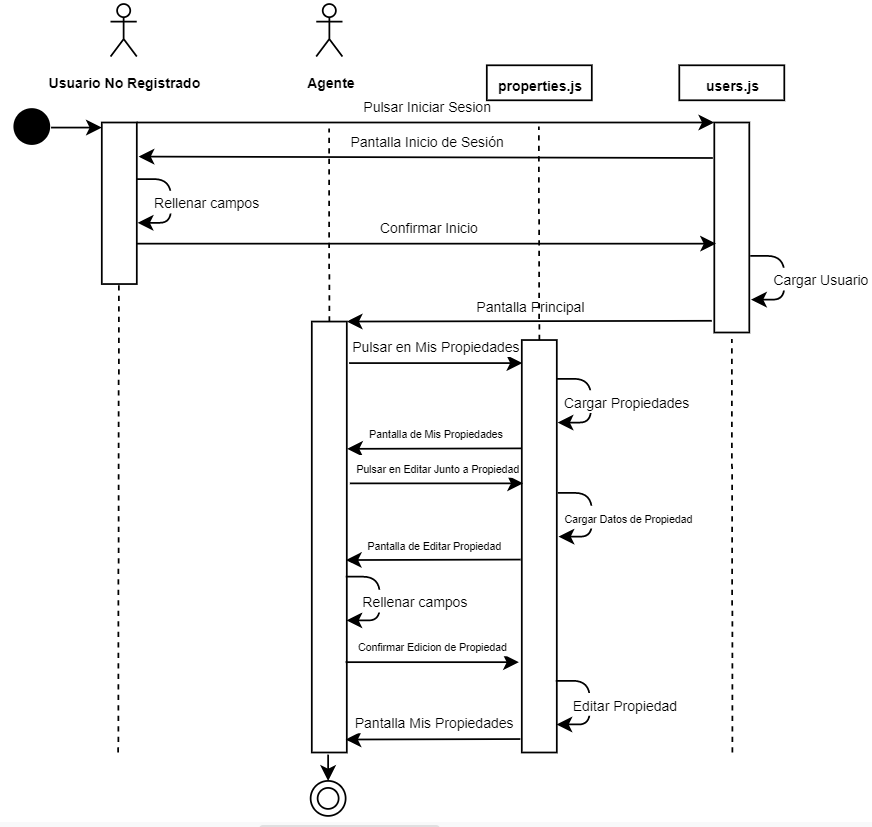 Usuario No Registrado
Agente
properties.js
users.js
Pulsar Iniciar Sesion
Pantalla Inicio de Sesión
Rellenar campos
Confirmar Inicio
Cargar Usuario
Pantalla Principal
Pulsar en Mis Propiedades
Cargar Propiedades
Pantalla de Mis Propiedades
Pulsar en Editar Junto a Propiedad
Cargar Datos de Propiedad
Pantalla de Editar Propiedad
Rellenar campos
Confirmar Edicion de Propiedad
Editar Propiedad
Pantalla Mis Propiedades